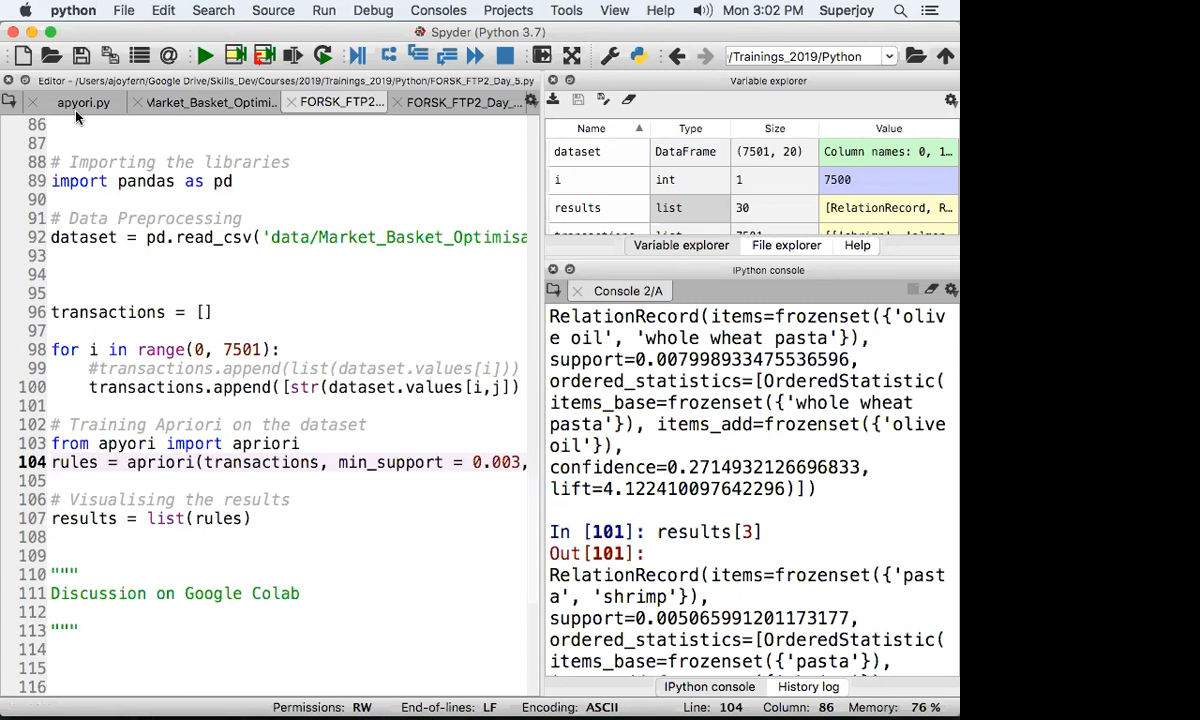 python File Edit Search Source Run Debug Consoles Projects Tools View Help Mon 3:02 PM Superjoy
Spyder (Python 3.7)
/Trainings_2019/Python
Editor - /Users/ajoyfern/Google Drive/Skills_Dev/Courses/2019/Trainings_2019/Python/FORSK_FTP2_Day_5.py
apyori.py Market_Basket_Optimi... FORSK_FTP2... FORSK_FTP2_Day_...
86
87
88 # Importing the libraries
89 import pandas as pd
90
91 # Data Preprocessing
92 dataset = pd.read_csv('data/Market_Basket_Optimisa
93
94
95
96 transactions = []
97
98 for i in range(0, 7501):
99 #transactions.append(list(dataset.values[i]))
100 transactions.append([str(dataset.values[i,j])
101
102 # Training Apriori on the dataset
103 from apyori import apriori
104 rules = apriori(transactions, min_support = 0.003,
105
106 # Visualising the results
107 results = list(rules)
108
109
110 """
111 Discussion on Google Colab
112
113 """
114
115
116
Variable explorer
Name Type Size Value
dataset DataFrame (7501, 20) Column names: 0, 1...
i int 1 7500
results list 30 [RelationRecord, R...
Variable explorer File explorer Help
IPython console
Console 2/A
RelationRecord(items=frozenset({'oliv
e oil', 'whole wheat pasta'}),
support=0.007998933475536596,
ordered_statistics=[OrderedStatistic(
items_base=frozenset({'whole wheat
pasta'}), items_add=frozenset({'olive
oil'}),
confidence=0.2714932126696833,
lift=4.122410097642296)])
In [101]: results[3]
Out[101]:
RelationRecord(items=frozenset({'past
a', 'shrimp'}),
support=0.005065991201173177,
ordered_statistics=[OrderedStatistic(
items_base=frozenset({'pasta'}),
IPython console History log
Permissions: RW End-of-lines: LF Encoding: ASCII Line: 104 Column: 86 Memory: 76 %